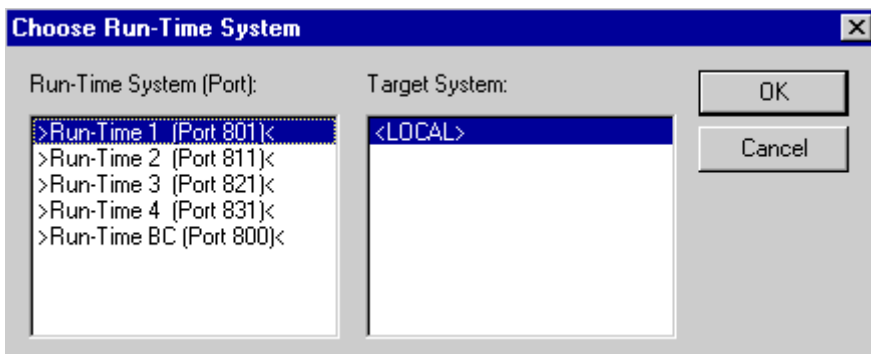 Choose Run-Time System
Run-Time System (Port):
>Run-Time 1  (Port 801)<
>Run-Time 2  (Port 811)<
>Run-Time 3  (Port 821)<
>Run-Time 4  (Port 831)<
>Run-Time BC (Port 800)<
Target System:
<LOCAL>
OK
Cancel